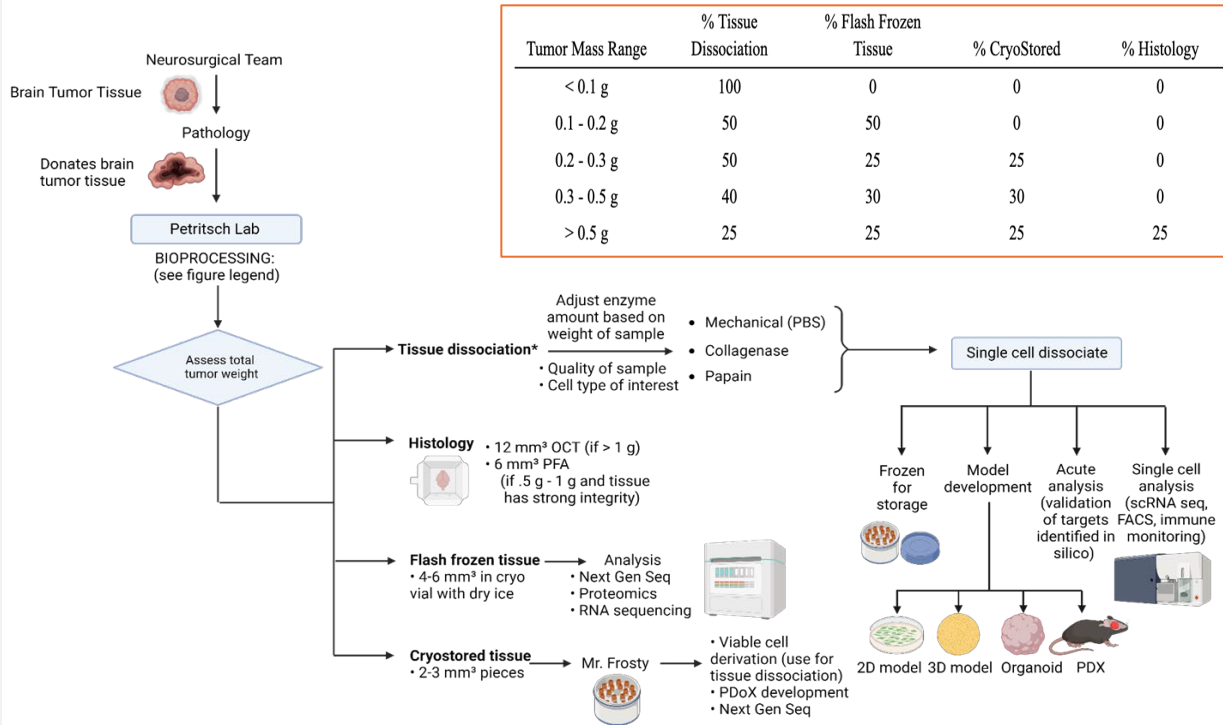 % Tissue % Flash Frozen
Tumor Mass Range Dissociation Tissue % CryoStored % Histology
< 0.1 g 100 0 0 0
0.1 - 0.2 g 50 50 0 0
0.2 - 0.3 g 50 25 25 0
0.3 - 0.5 g 40 30 30 0
> 0.5 g 25 25 25 25
Neurosurgical Team
Brain Tumor Tissue
Pathology
Donates brain
tumor tissue
Petritsch Lab
BIOPROCESSING:
(see figure legend)
Assess total
tumor weight
Tissue dissociation*
Adjust enzyme
amount based on
weight of sample
• Quality of sample
• Cell type of interest
• Mechanical (PBS)
• Collagenase
• Papain
Single cell dissociate
Histology
• 12 mm³ OCT (if > 1 g)
• 6 mm³ PFA
(if .5 g - 1 g and tissue
has strong integrity)
Flash frozen tissue
• 4-6 mm³ in cryo
vial with dry ice
Analysis
• Next Gen Seq
• Proteomics
• RNA sequencing
Cryostored tissue
• 2-3 mm³ pieces
Mr. Frosty
• Viable cell
derivation (use for
tissue dissociation)
• PDoX development
• Next Gen Seq
Frozen
for
storage
Model
development
Acute
analysis
(validation
of targets
identified in
silico)
Single cell
analysis
(scRNA seq,
FACS, immune
monitoring)
2D model
3D model
Organoid
PDX